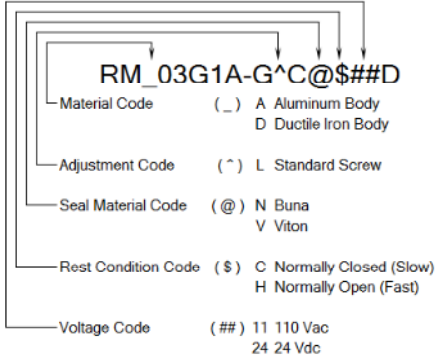 RM_03G1A-G^C@$##D
Material Code ( _ ) A Aluminum Body
D Ductile Iron Body
Adjustment Code ( ^ ) L Standard Screw
Seal Material Code ( @ ) N Buna
V Viton
Rest Condition Code ( $ ) C Normally Closed (Slow)
H Normally Open (Fast)
Voltage Code ( ## ) 11 110 Vac
24 24 Vdc